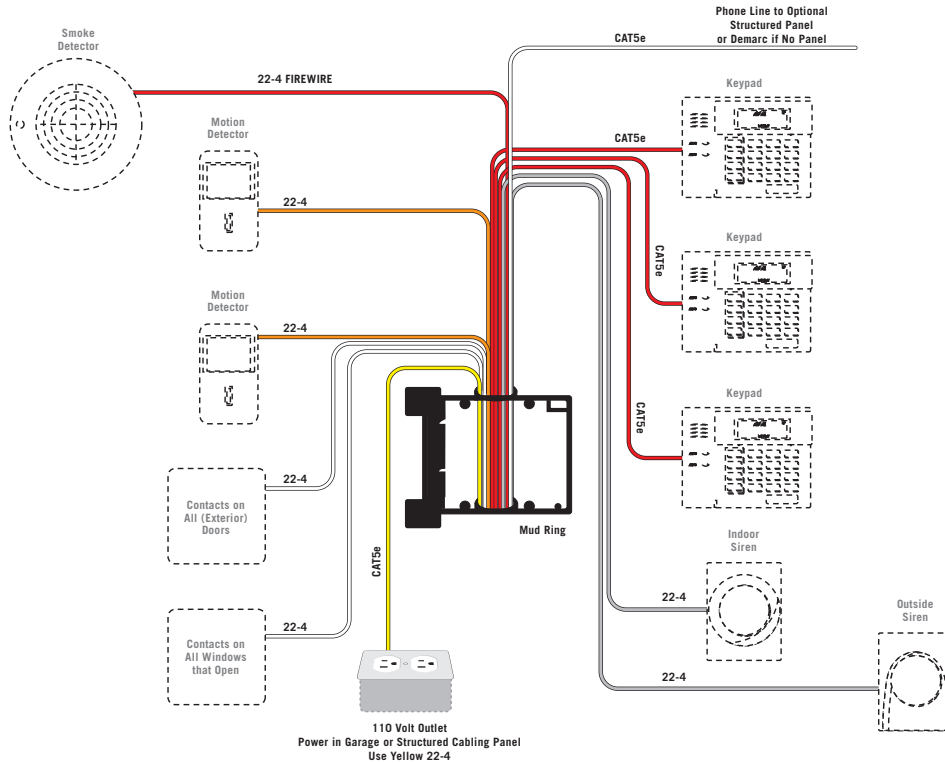 Phone Line to Optional
Structured Panel
or Demarc if No Panel
CAT5e
Smoke
Detector
22-4 FIREWIRE
Keypad
CAT5e
Motion
Detector
22-4
Keypad
CAT5e
Motion
Detector
22-4
Keypad
CAT5e
Contacts on
All (Exterior)
Doors
22-4
Mud Ring
CAT5e
Indoor
Siren
22-4
Outside
Siren
22-4
Contacts on
All Windows
that Open
22-4
110 Volt Outlet
Power in Garage or Structured Cabling Panel
Use Yellow 22-4